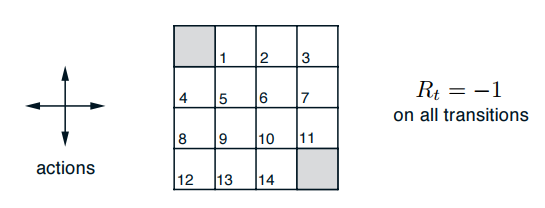 1 2 3
4 5 6 7
8 9 10 11
12 13 14
actions
R_t = −1
on all transitions